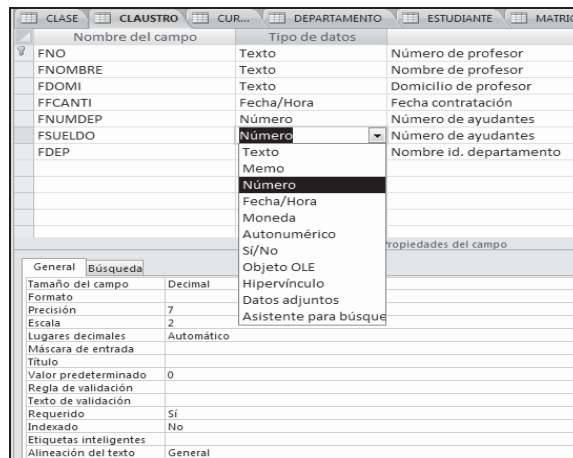 CLASE CLAUSTRO CUR... DEPARTAMENTO ESTUDIANTE MATRIC
Nombre del campo Tipo de datos
FNO Texto Número de profesor
FNOMBRE Texto Nombre de profesor
FDOMI Texto Domicilio de profesor
FFCANTI Fecha/Hora Fecha contratación
FNUMDEP Número Número de ayudantes
FSUELDO Número Número de ayudantes
FDEP Texto Nombre id. departamento
Memo
Número
Fecha/Hora
Moneda
Autonumérico
Sí/No
Objeto OLE
Hipervínculo
Datos adjuntos
Asistente para búsque
Propiedades del campo
General Búsqueda
Tamaño del campo Decimal
Formato
Precisión 7
Escala 2
Lugares decimales Automático
Máscara de entrada
Título
Valor predeterminado 0
Regla de validación
Texto de validación
Requerido Sí
Indexado No
Etiquetas inteligentes
Alineación del texto General